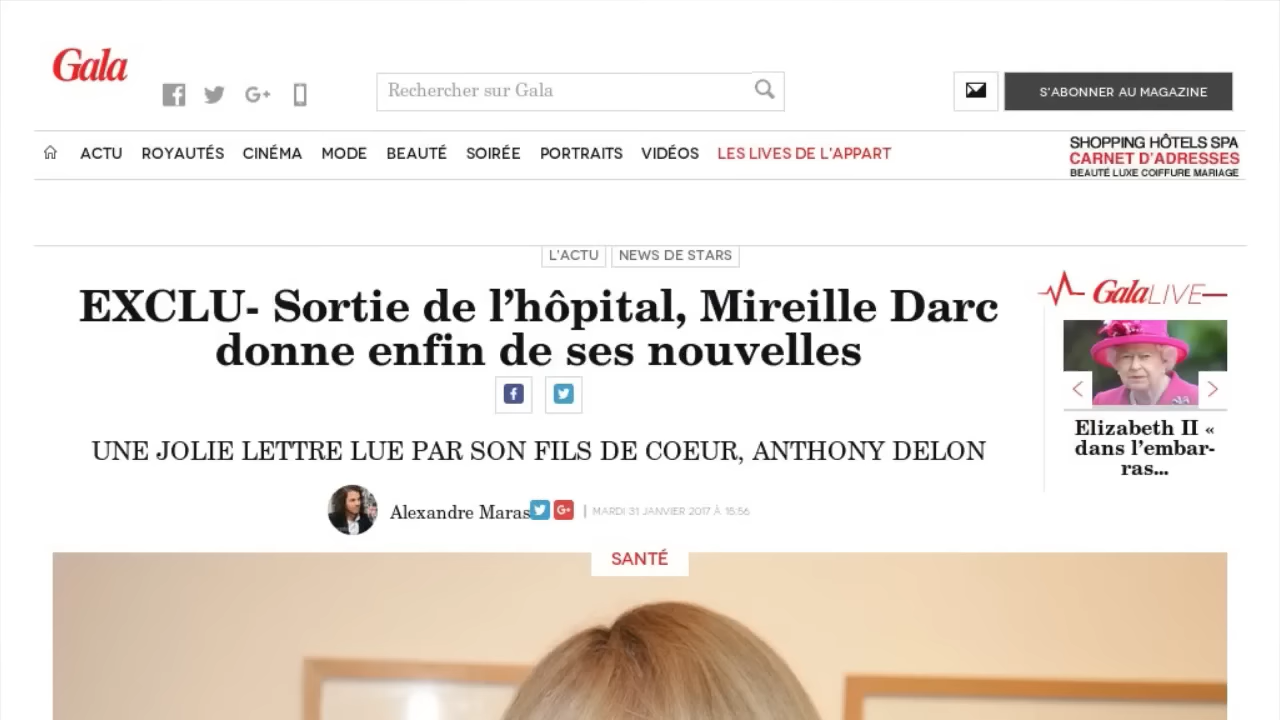 Gala
Rechercher sur Gala
S'ABONNER AU MAGAZINE
ACTU ROYAUTÉS CINÉMA MODE BEAUTÉ SOIRÉE PORTRAITS VIDÉOS LES LIVES DE L'APPART
SHOPPING HÔTELS SPA
CARNET D'ADRESSES
BEAUTÉ LUXE COIFFURE MARIAGE
L'ACTU NEWS DE STARS
EXCLU- Sortie de l'hôpital, Mireille Darc
donne enfin de ses nouvelles
UNE JOLIE LETTRE LUE PAR SON FILS DE COEUR, ANTHONY DELON
Alexandre Maras | MARDI 31 JANVIER 2017 À 15:56
Gala LIVE
Elizabeth II «
dans l'embar-
ras...
SANTÉ